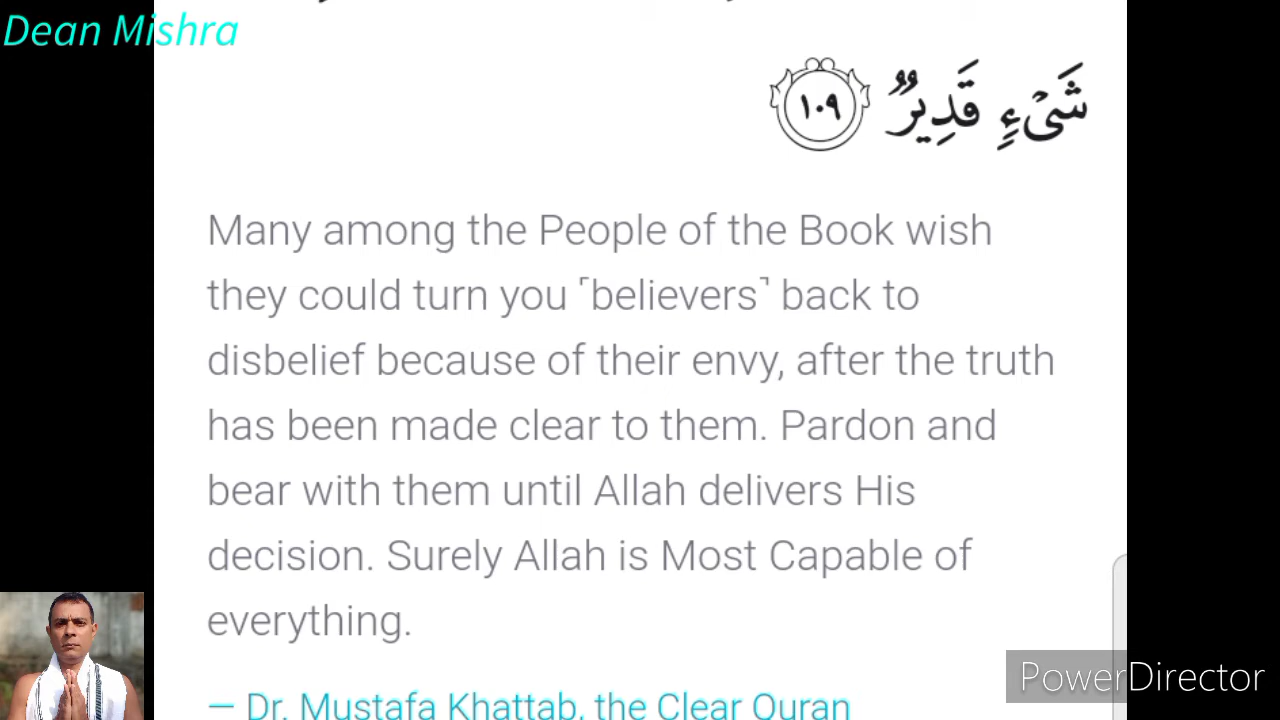 Dean Mishra
شَىْءٍ قَدِيرٌ ١٠٩
Many among the People of the Book wish
they could turn you ˹believers˺ back to
disbelief because of their envy, after the truth
has been made clear to them. Pardon and
bear with them until Allah delivers His
decision. Surely Allah is Most Capable of
everything.
— Dr. Mustafa Khattab, the Clear Quran
PowerDirector